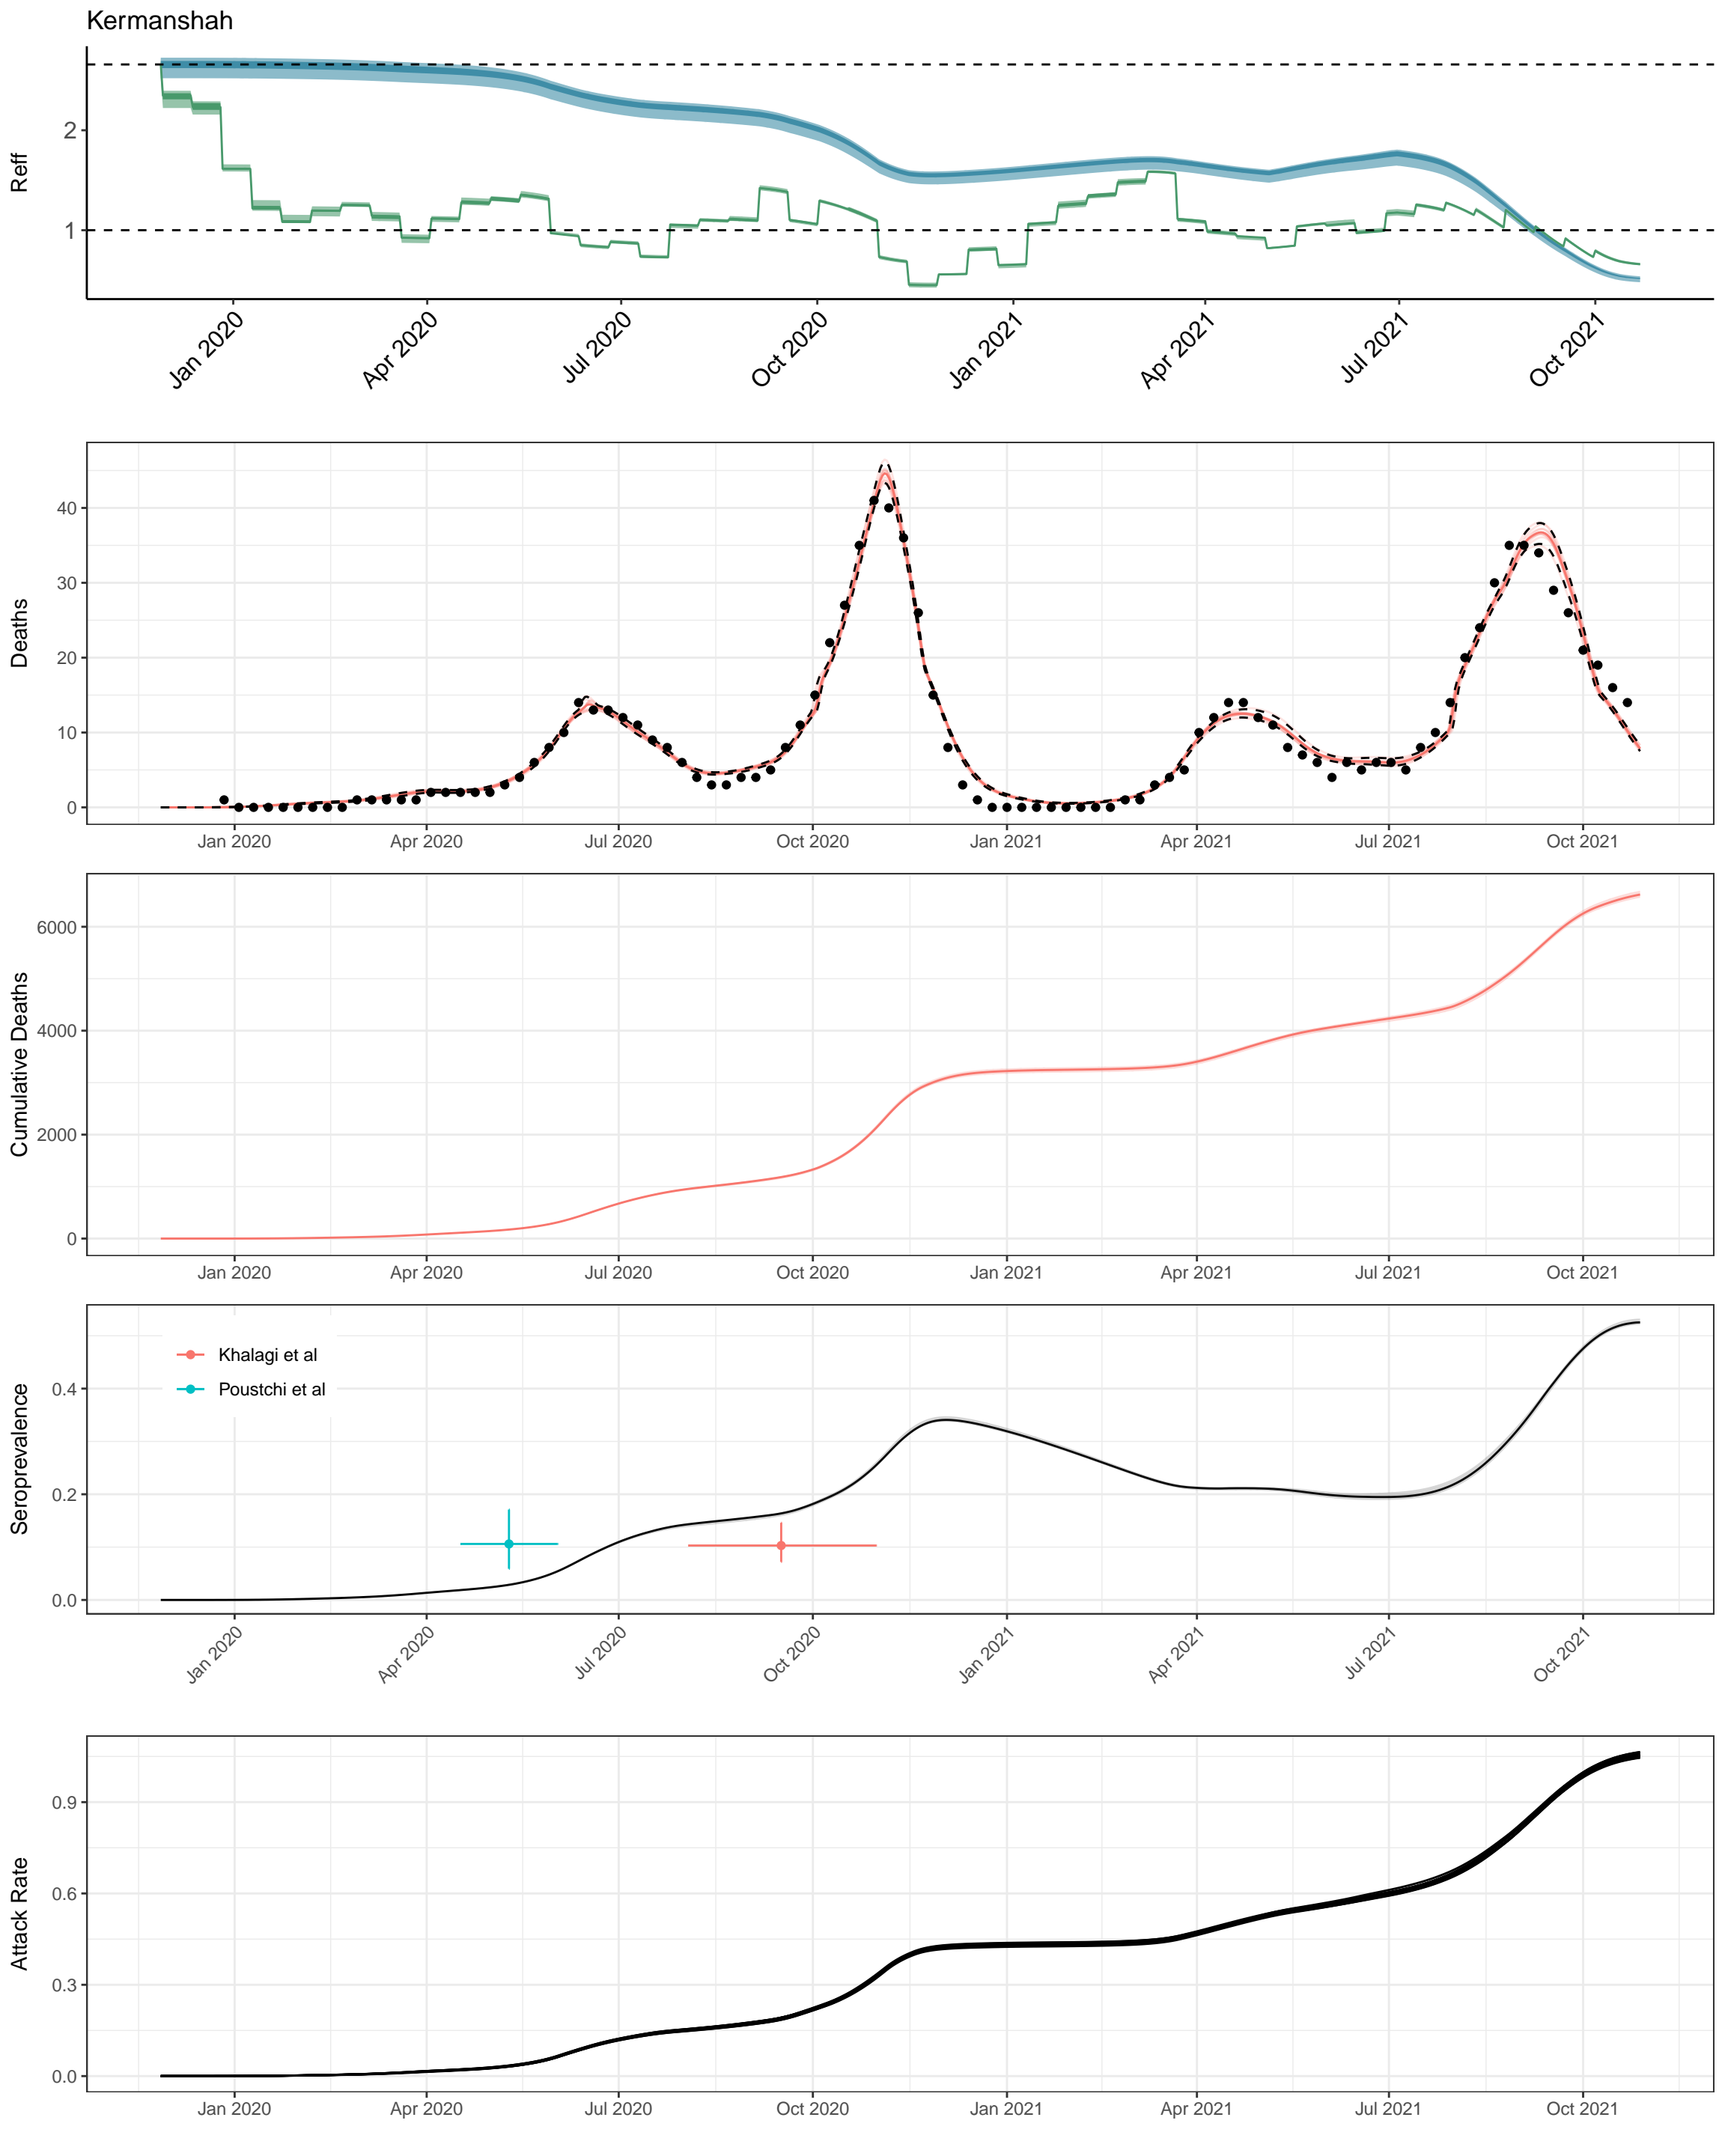 Kermanshah
Reff
2
1
Jan 2020 Apr 2020 Jul 2020 Oct 2020 Jan 2021 Apr 2021 Jul 2021 Oct 2021
Deaths
40
30
20
10
0
Jan 2020 Apr 2020 Jul 2020 Oct 2020 Jan 2021 Apr 2021 Jul 2021 Oct 2021
Cumulative Deaths
6000
4000
2000
0
Jan 2020 Apr 2020 Jul 2020 Oct 2020 Jan 2021 Apr 2021 Jul 2021 Oct 2021
Seroprevalence
Khalagi et al
Poustchi et al
0.4
0.2
0.0
Jan 2020 Apr 2020 Jul 2020 Oct 2020 Jan 2021 Apr 2021 Jul 2021 Oct 2021
Attack Rate
0.9
0.6
0.3
0.0
Jan 2020 Apr 2020 Jul 2020 Oct 2020 Jan 2021 Apr 2021 Jul 2021 Oct 2021